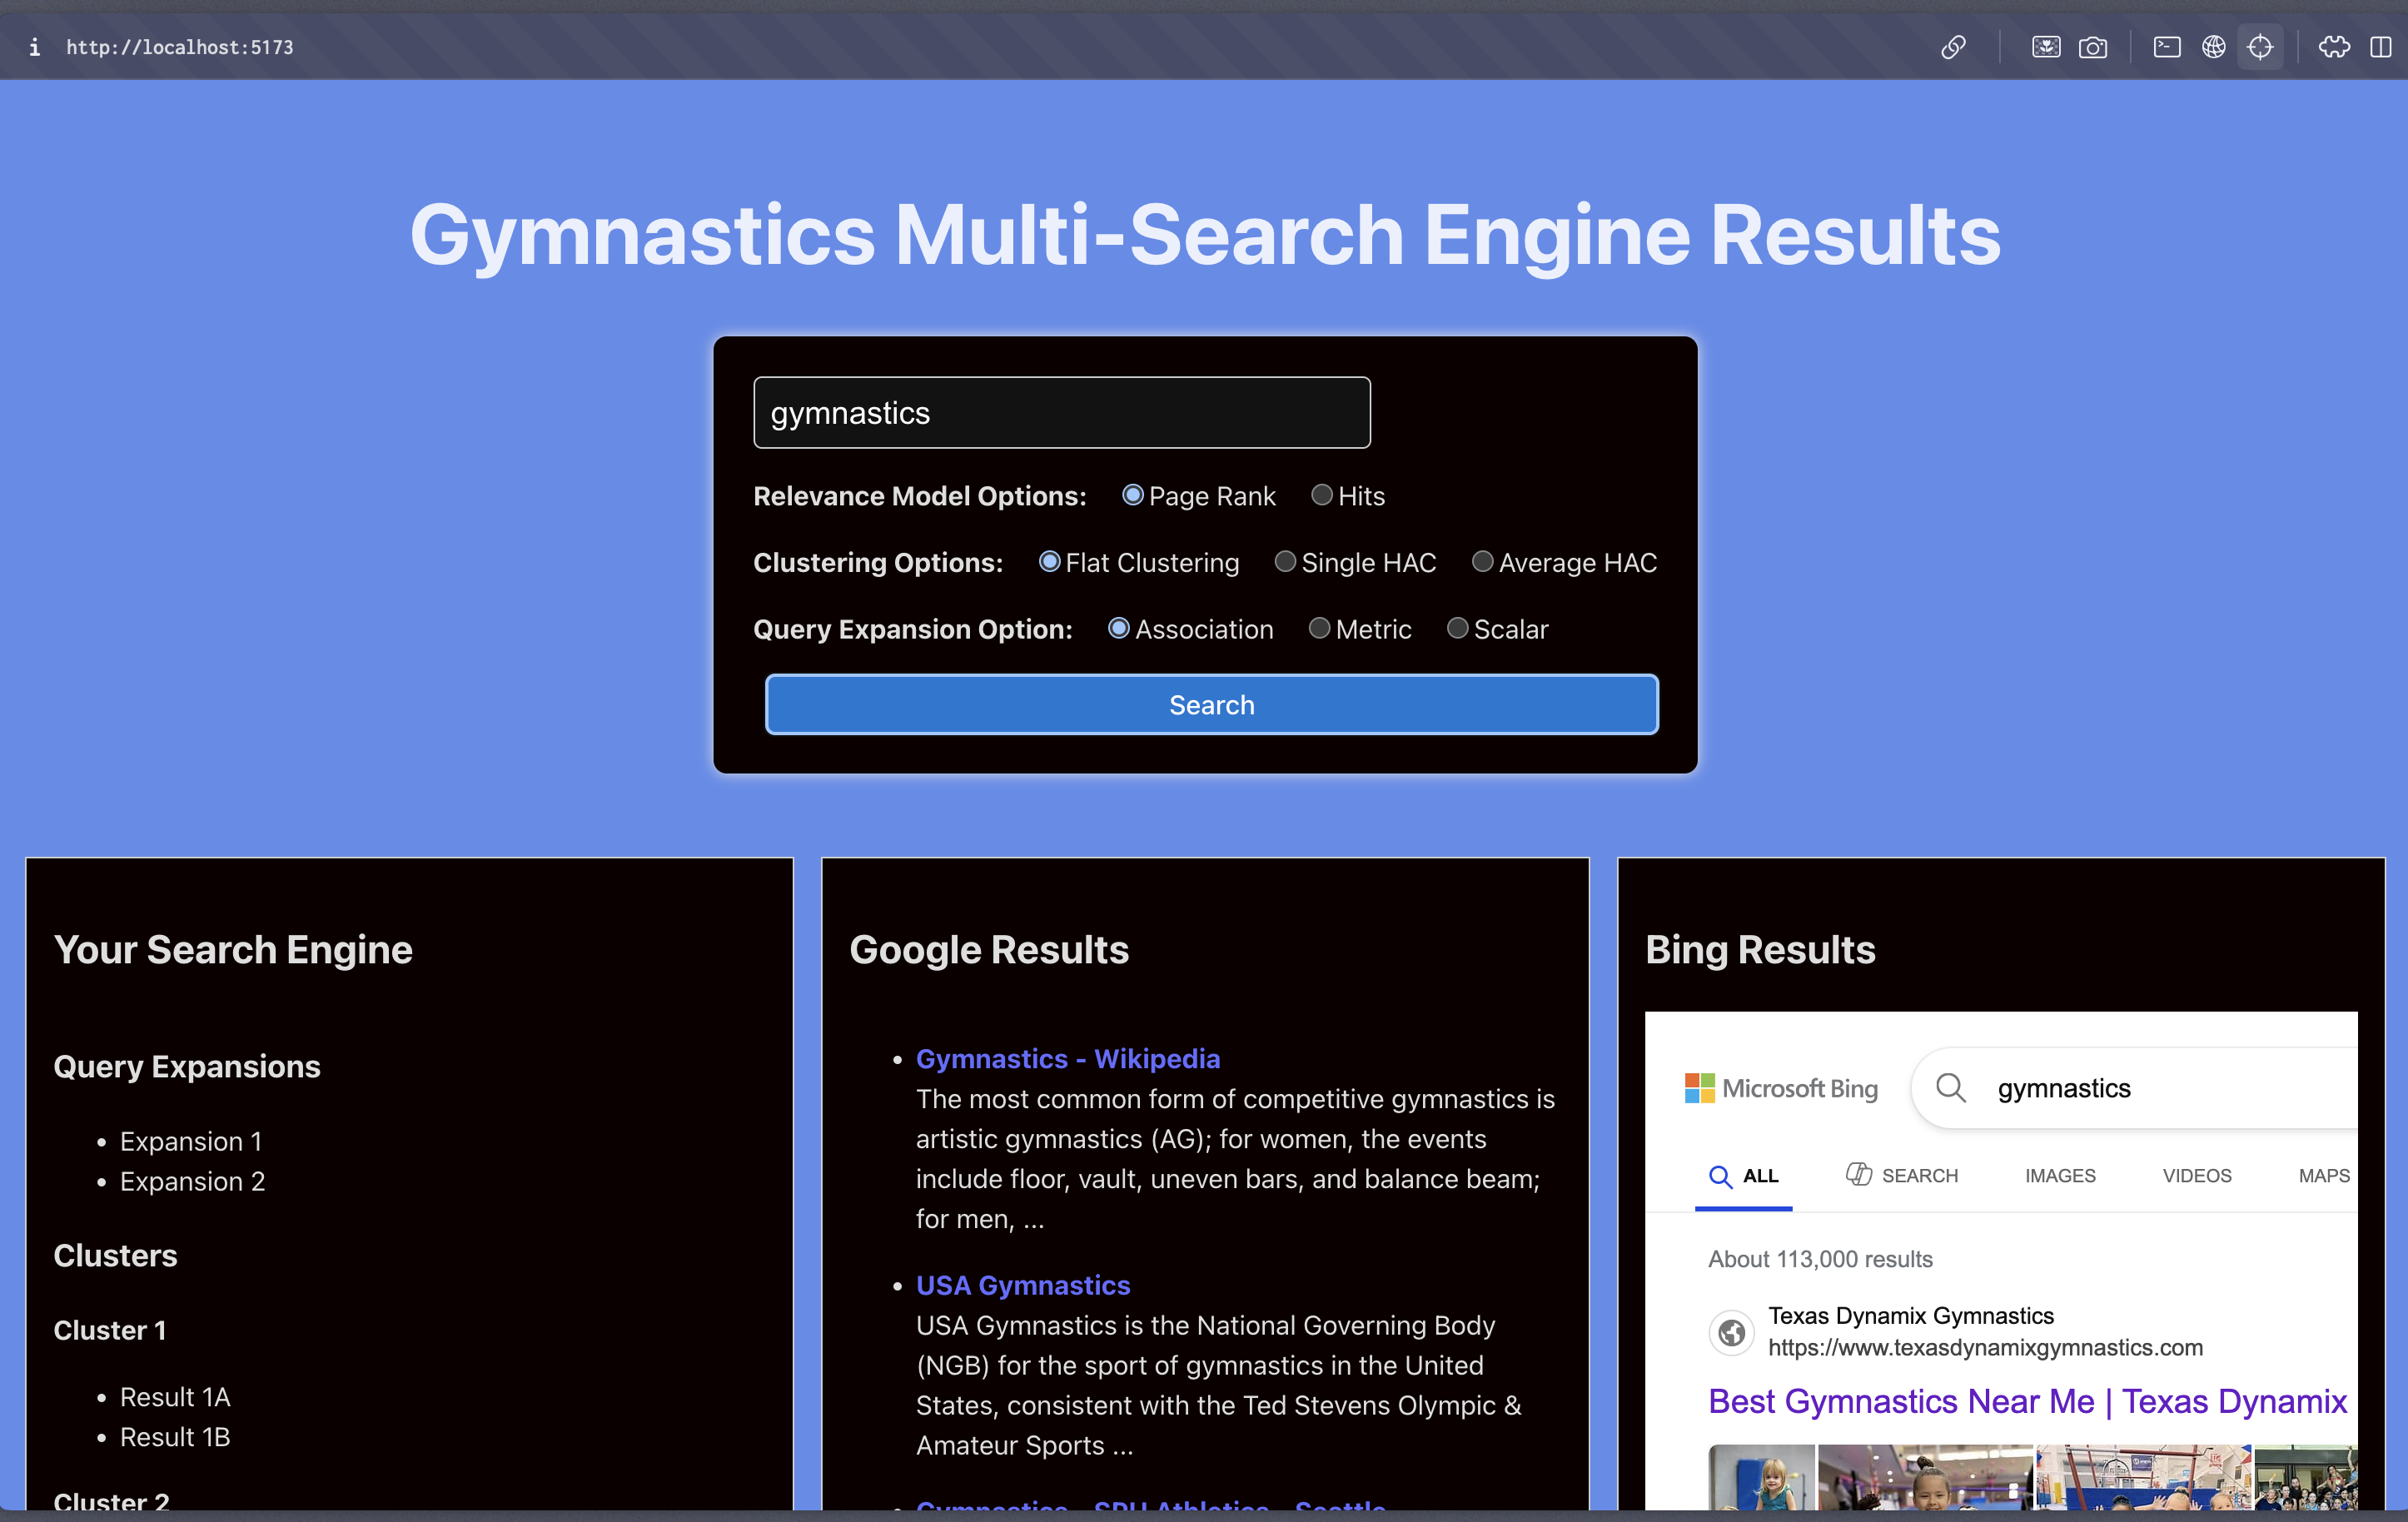 http://localhost:5173
Gymnastics Multi-Search Engine Results
gymnastics
Relevance Model Options: Page Rank Hits
Clustering Options: Flat Clustering Single HAC Average HAC
Query Expansion Option: Association Metric Scalar
Search
Your Search Engine
Query Expansions
• Expansion 1
• Expansion 2
Clusters
Cluster 1
• Result 1A
• Result 1B
Cluster 2
Google Results
• Gymnastics - Wikipedia
The most common form of competitive gymnastics is
artistic gymnastics (AG); for women, the events
include floor, vault, uneven bars, and balance beam;
for men, ...
• USA Gymnastics
USA Gymnastics is the National Governing Body
(NGB) for the sport of gymnastics in the United
States, consistent with the Ted Stevens Olympic &
Amateur Sports ...
• Gymnastics - SPU Athletics - Seattle
Bing Results
Microsoft Bing
gymnastics
ALL SEARCH IMAGES VIDEOS MAPS
About 113,000 results
Texas Dynamix Gymnastics
https://www.texasdynamixgymnastics.com
Best Gymnastics Near Me | Texas Dynamix